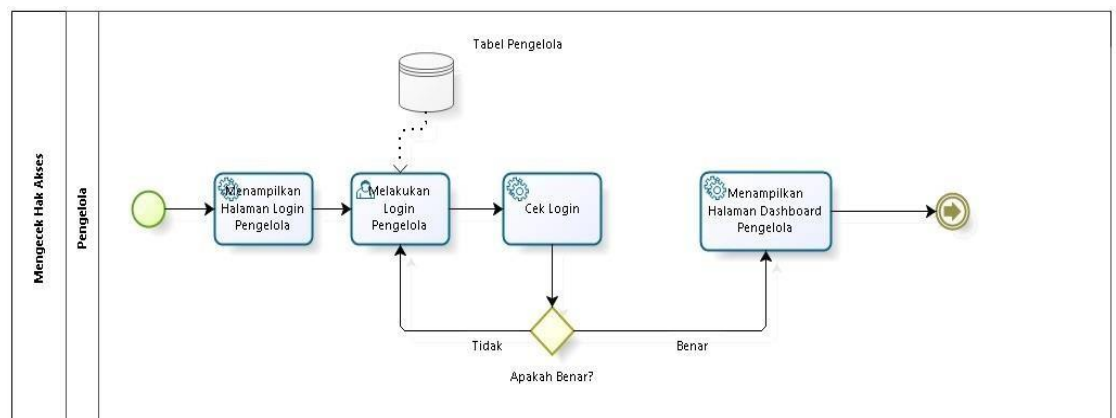 Mengecek Hak Akses
Pengelola
Tabel Pengelola
Menampilkan
Halaman Login
Pengelola
Melakukan
Login
Pengelola
Cek Login
Menampilkan
Halaman Dashboard
Pengelola
Tidak
Benar
Apakah Benar?